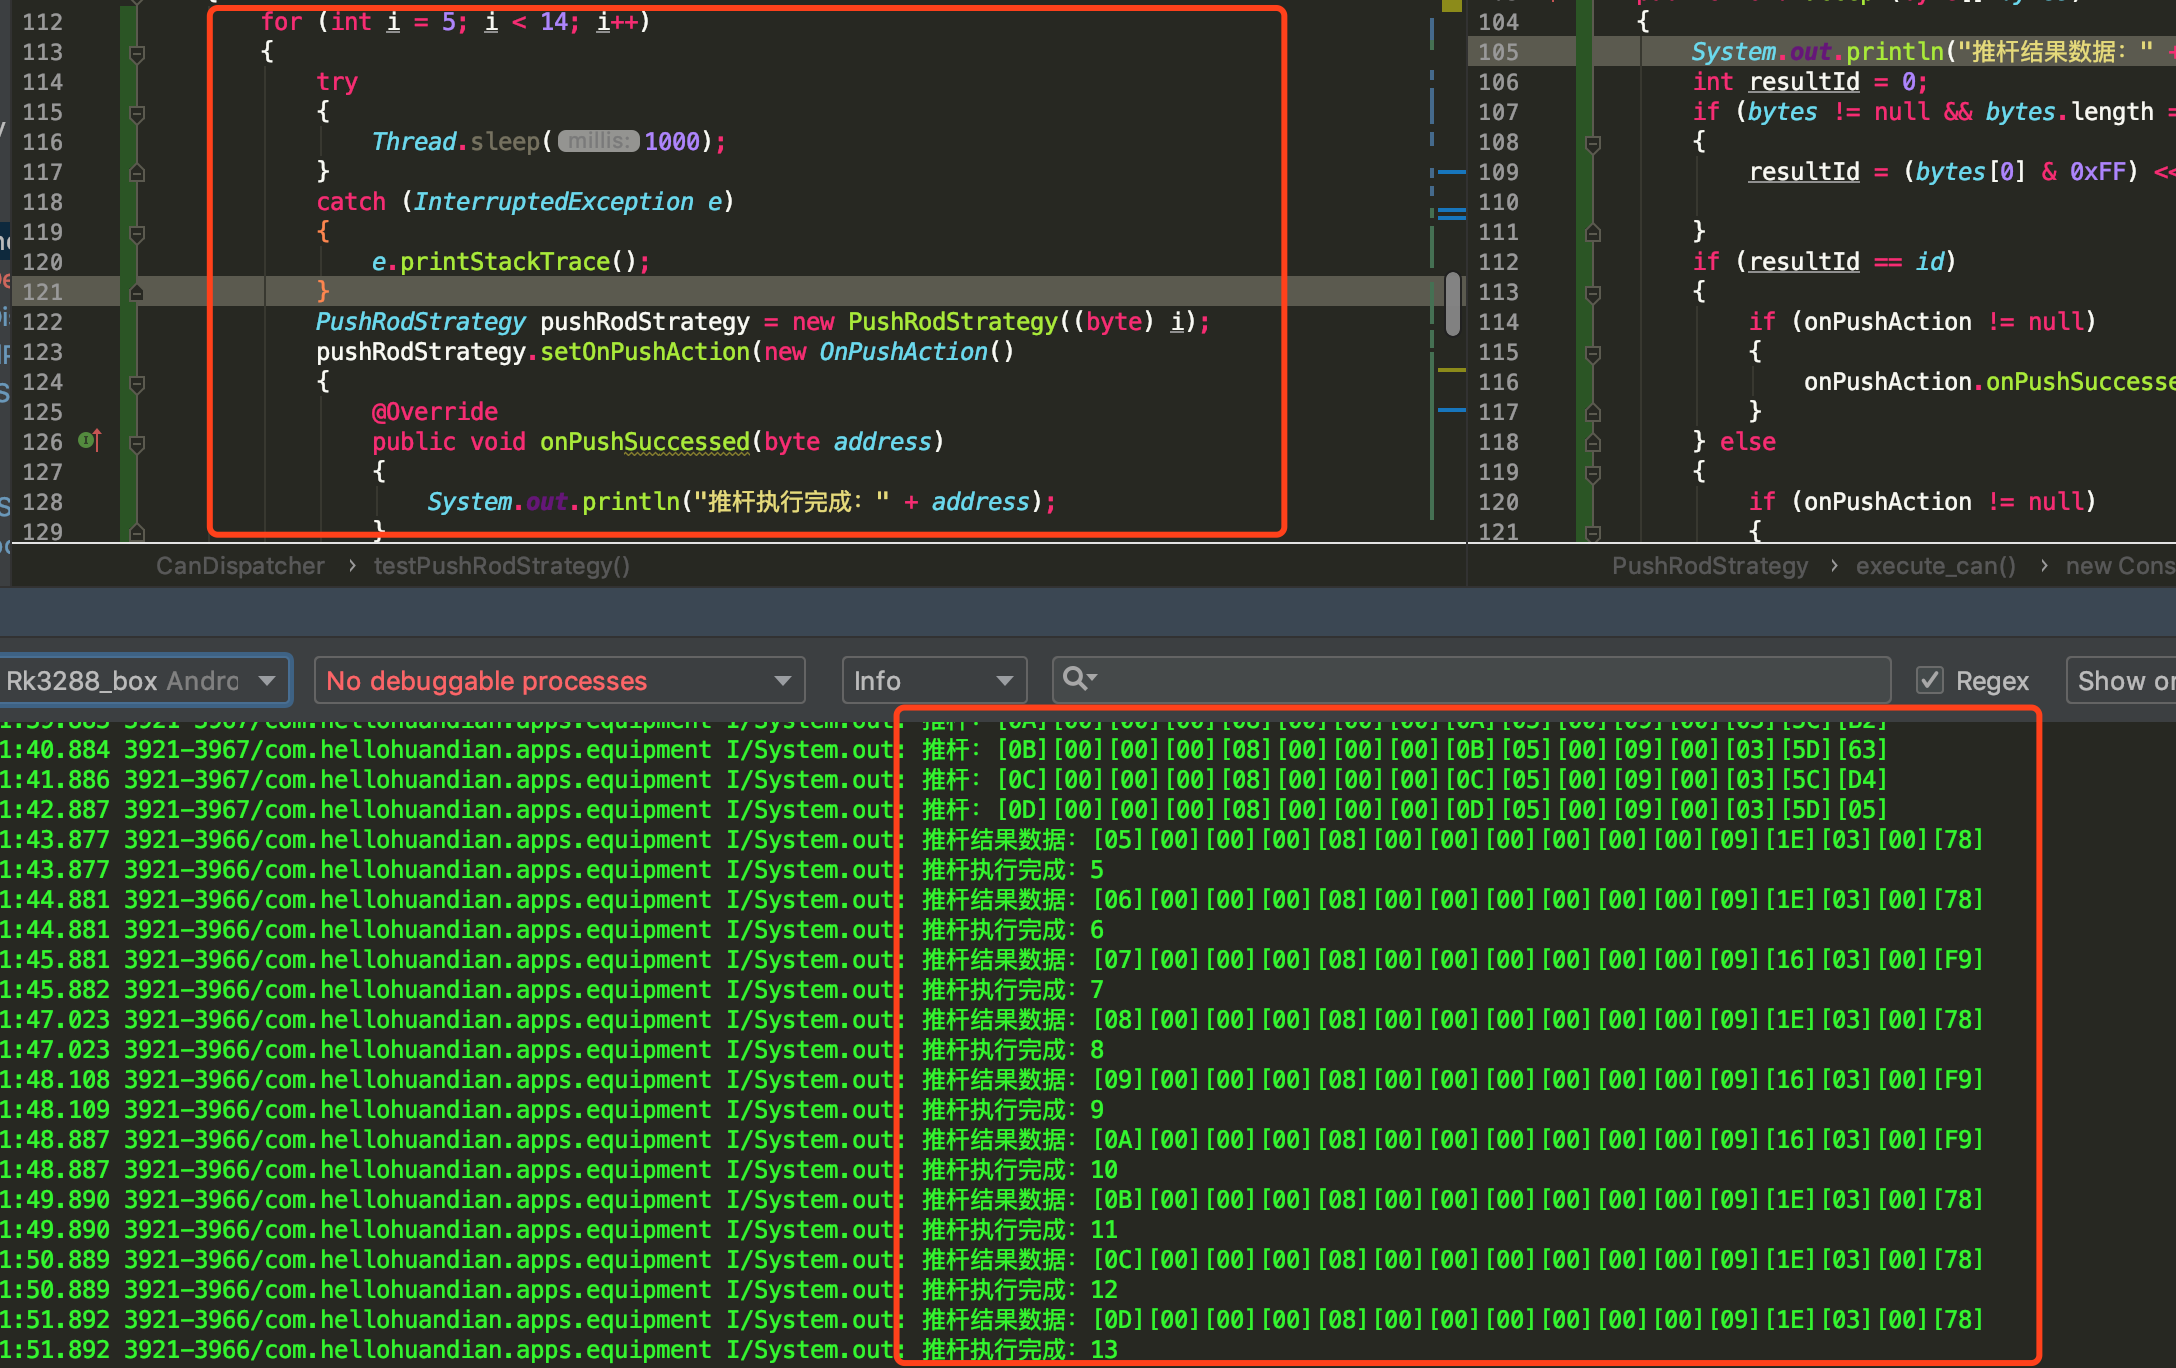 112 for (int i = 5; i < 14; i++)
113 {
114 try
115 {
116 Thread.sleep( millis: 1000);
117 }
118 catch (InterruptedException e)
119 {
120 e.printStackTrace();
121 }
122 PushRodStrategy pushRodStrategy = new PushRodStrategy((byte) i);
123 pushRodStrategy.setOnPushAction(new OnPushAction()
124 {
125 @Override
126 public void onPushSuccessed(byte address)
127 {
128 System.out.println("推杆执行完成：" + address);
129 }
CanDispatcher › testPushRodStrategy()
104 {
105 System.out.println("推杆结果数据：" +
106 int resultId = 0;
107 if (bytes != null && bytes.length =
108 {
109 resultId = (bytes[0] & 0xFF) <<
110
111 }
112 if (resultId == id)
113 {
114 if (onPushAction != null)
115 {
116 onPushAction.onPushSuccesse
117 }
118 } else
119 {
120 if (onPushAction != null)
121 {
PushRodStrategy › execute_can() › new Cons
Rk3288_box Andro No debuggable processes Info Regex Show on
1:39.883 3921-3967/com.hellohuandian.apps.equipment I/System.out: 推杆：[0A][00][00][00][08][00][00][00][0A][05][00][09][00][03][5C][B2]
1:40.884 3921-3967/com.hellohuandian.apps.equipment I/System.out: 推杆：[0B][00][00][00][08][00][00][00][0B][05][00][09][00][03][5D][63]
1:41.886 3921-3967/com.hellohuandian.apps.equipment I/System.out: 推杆：[0C][00][00][00][08][00][00][00][0C][05][00][09][00][03][5C][D4]
1:42.887 3921-3967/com.hellohuandian.apps.equipment I/System.out: 推杆：[0D][00][00][00][08][00][00][00][0D][05][00][09][00][03][5D][05]
1:43.877 3921-3966/com.hellohuandian.apps.equipment I/System.out: 推杆结果数据：[05][00][00][00][08][00][00][00][00][00][00][09][1E][03][00][78]
1:43.877 3921-3966/com.hellohuandian.apps.equipment I/System.out: 推杆执行完成：5
1:44.881 3921-3966/com.hellohuandian.apps.equipment I/System.out: 推杆结果数据：[06][00][00][00][08][00][00][00][00][00][00][09][1E][03][00][78]
1:44.881 3921-3966/com.hellohuandian.apps.equipment I/System.out: 推杆执行完成：6
1:45.881 3921-3966/com.hellohuandian.apps.equipment I/System.out: 推杆结果数据：[07][00][00][00][08][00][00][00][00][00][00][09][16][03][00][F9]
1:45.882 3921-3966/com.hellohuandian.apps.equipment I/System.out: 推杆执行完成：7
1:47.023 3921-3966/com.hellohuandian.apps.equipment I/System.out: 推杆结果数据：[08][00][00][00][08][00][00][00][00][00][00][09][1E][03][00][78]
1:47.023 3921-3966/com.hellohuandian.apps.equipment I/System.out: 推杆执行完成：8
1:48.108 3921-3966/com.hellohuandian.apps.equipment I/System.out: 推杆结果数据：[09][00][00][00][08][00][00][00][00][00][00][09][16][03][00][F9]
1:48.109 3921-3966/com.hellohuandian.apps.equipment I/System.out: 推杆执行完成：9
1:48.887 3921-3966/com.hellohuandian.apps.equipment I/System.out: 推杆结果数据：[0A][00][00][00][08][00][00][00][00][00][00][09][16][03][00][F9]
1:48.887 3921-3966/com.hellohuandian.apps.equipment I/System.out: 推杆执行完成：10
1:49.890 3921-3966/com.hellohuandian.apps.equipment I/System.out: 推杆结果数据：[0B][00][00][00][08][00][00][00][00][00][00][09][1E][03][00][78]
1:49.890 3921-3966/com.hellohuandian.apps.equipment I/System.out: 推杆执行完成：11
1:50.889 3921-3966/com.hellohuandian.apps.equipment I/System.out: 推杆结果数据：[0C][00][00][00][08][00][00][00][00][00][00][09][1E][03][00][78]
1:50.889 3921-3966/com.hellohuandian.apps.equipment I/System.out: 推杆执行完成：12
1:51.892 3921-3966/com.hellohuandian.apps.equipment I/System.out: 推杆结果数据：[0D][00][00][00][08][00][00][00][00][00][00][09][1E][03][00][78]
1:51.892 3921-3966/com.hellohuandian.apps.equipment I/System.out: 推杆执行完成：13